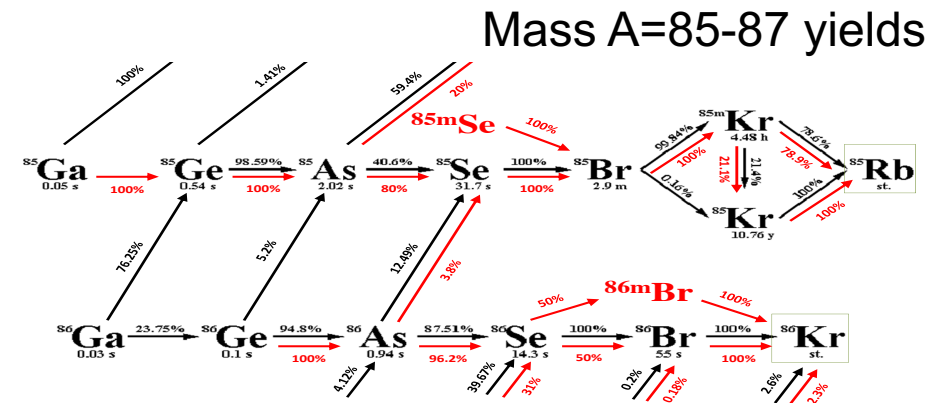 Mass A=85-87 yields
100%
1.41%
59.4%
20%
85mSe
100%
85mKr
4.48 h
99.84%
100%
78.6%
78.9%
21.1%
21.4%
85Ga
0.05 s
100%
85Ge
0.54 s
98.59%
100%
85As
2.02 s
40.6%
80%
85Se
31.7 s
100%
100%
85Br
2.9 m
0.16%
85Kr
10.76 y
100%
100%
85Rb
st.
76.25%
5.2%
12.49%
3.8%
50%
86mBr
100%
86Ga
0.03 s
23.75%
86Ge
0.1 s
94.8%
100%
86As
0.94 s
87.51%
96.2%
86Se
14.3 s
100%
50%
86Br
55 s
100%
100%
86Kr
st.
4.12%
39.67%
31%
0.2%
0.18%
2.6%
2.3%